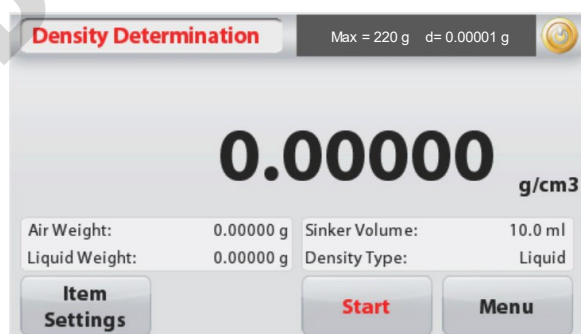 Density Determination Max = 220 g d= 0.00001 g
0.00000 g/cm3
Air Weight: 0.00000 g Sinker Volume: 10.0 ml
Liquid Weight: 0.00000 g Density Type: Liquid
Item
Settings
Start
Menu